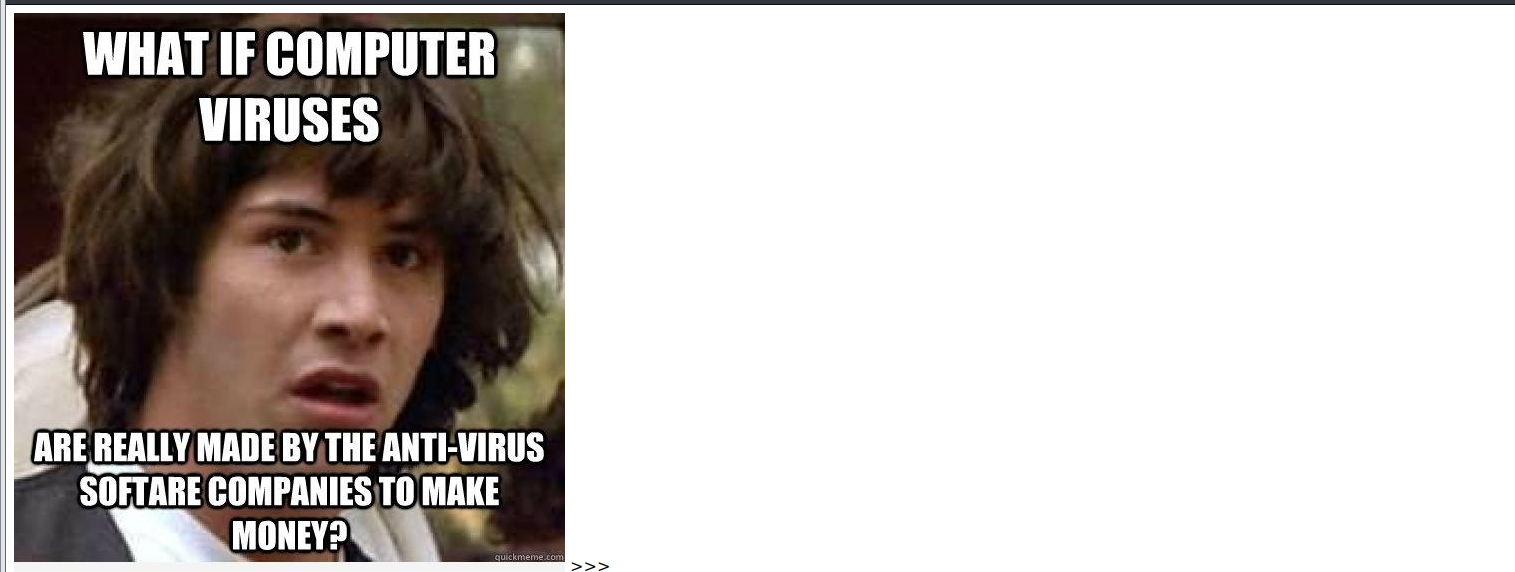 WHAT IF COMPUTER
VIRUSES
ARE REALLY MADE BY THE ANTI-VIRUS
SOFTARE COMPANIES TO MAKE
MONEY?
quickmeme.com
>>>